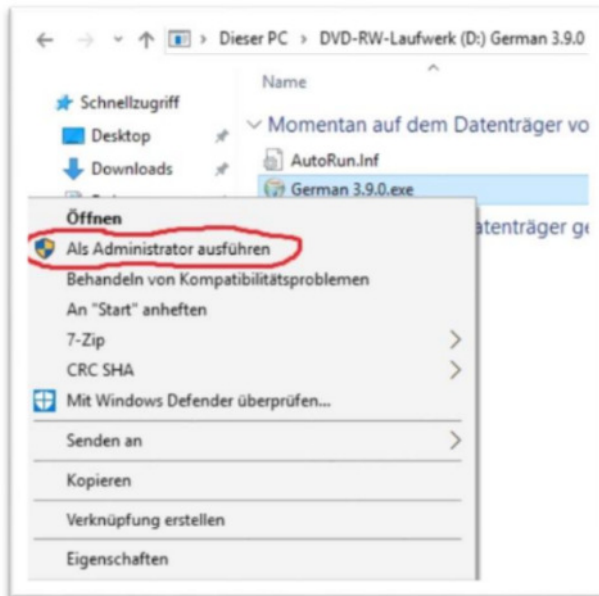 Dieser PC > DVD-RW-Laufwerk (D:) German 3.9.0
Name
Schnellzugriff
Momentan auf dem Datenträger vo
Desktop
AutoRun.Inf
Downloads
German 3.9.0.exe
Öffnen
atenträger ge
Als Administrator ausführen
Behandeln von Kompatibilitätsproblemen
An "Start" anheften
7-Zip
CRC SHA
Mit Windows Defender überprüfen...
Senden an
Kopieren
Verknüpfung erstellen
Eigenschaften